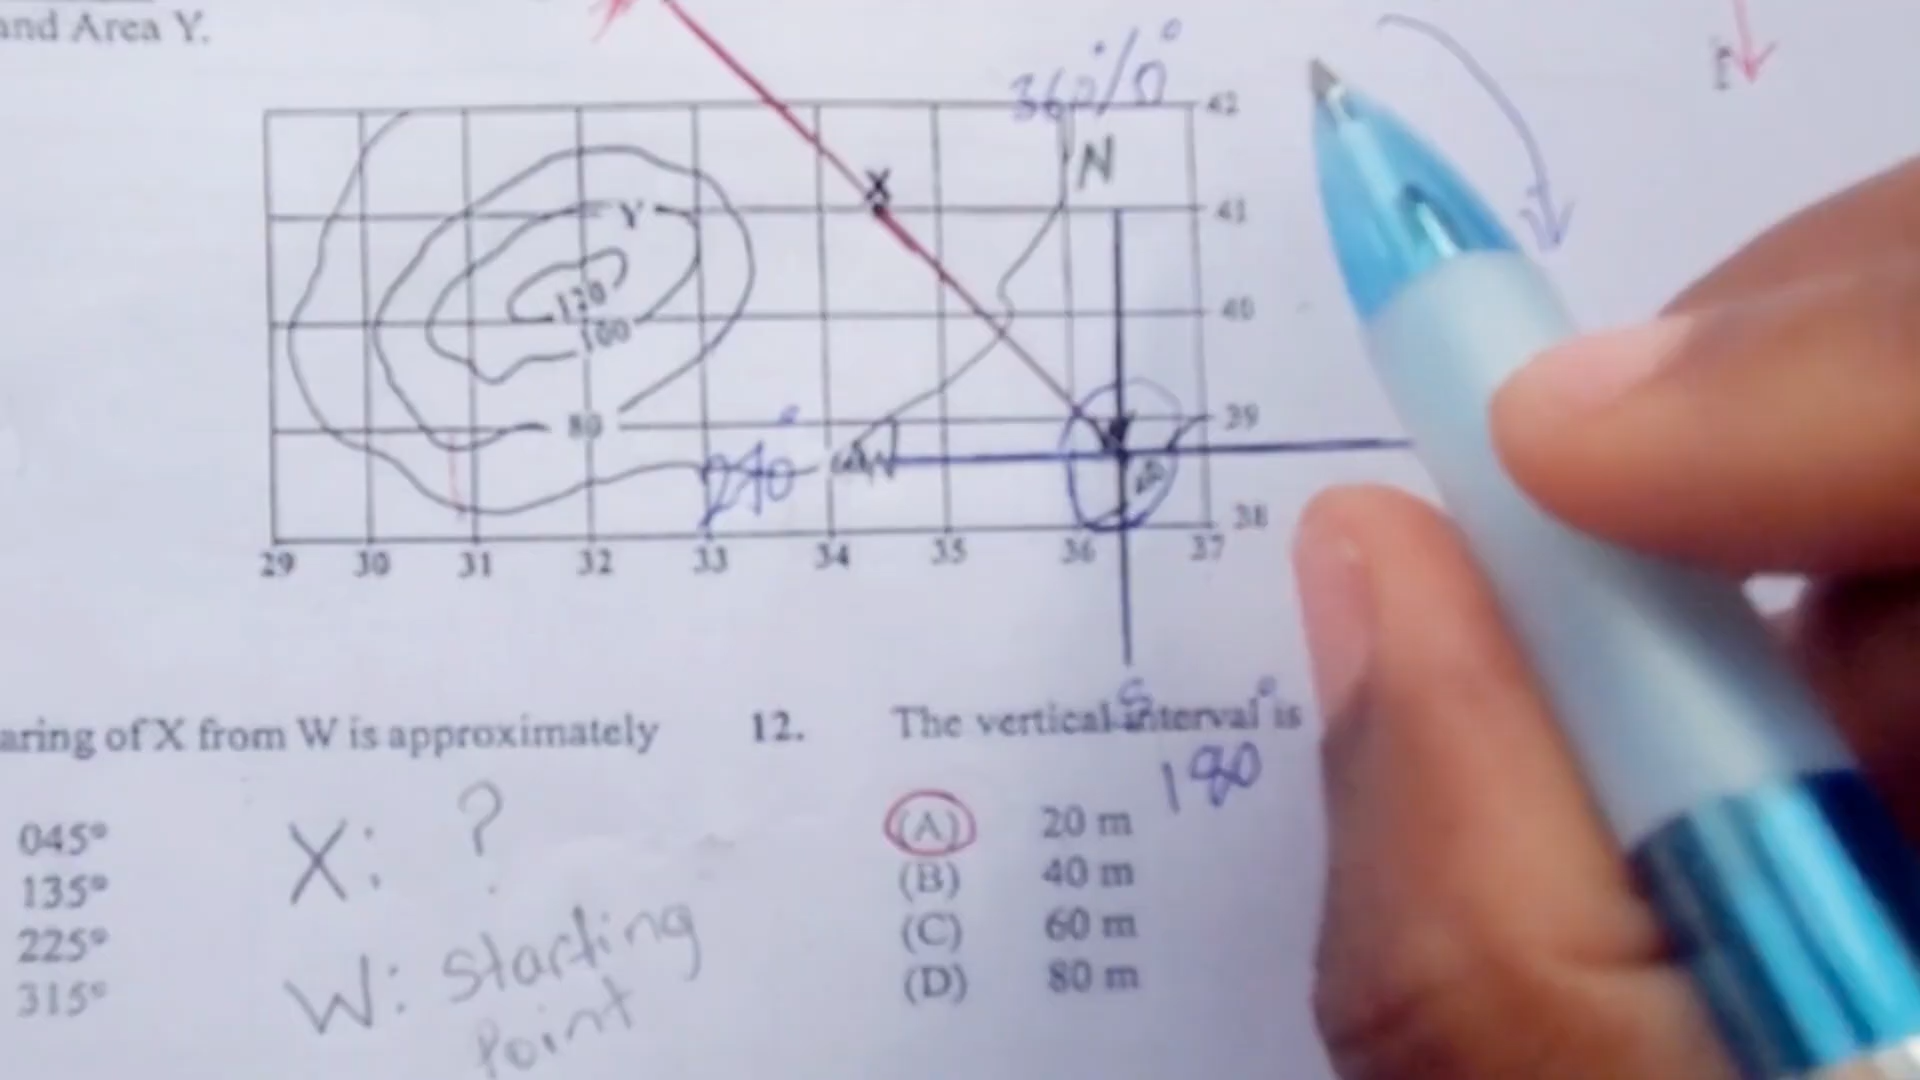 and Area Y.
360°/0°
42
N
X
41
Y
120
40
100
39
80
38
29 30 31 32 33 34 35 36 37
aring of X from W is approximately
045°
135°
225°
315°
X: ?
W: Starting
Point
12. The vertical interval is
S
180°
(A) 20 m
(B) 40 m
(C) 60 m
(D) 80 m